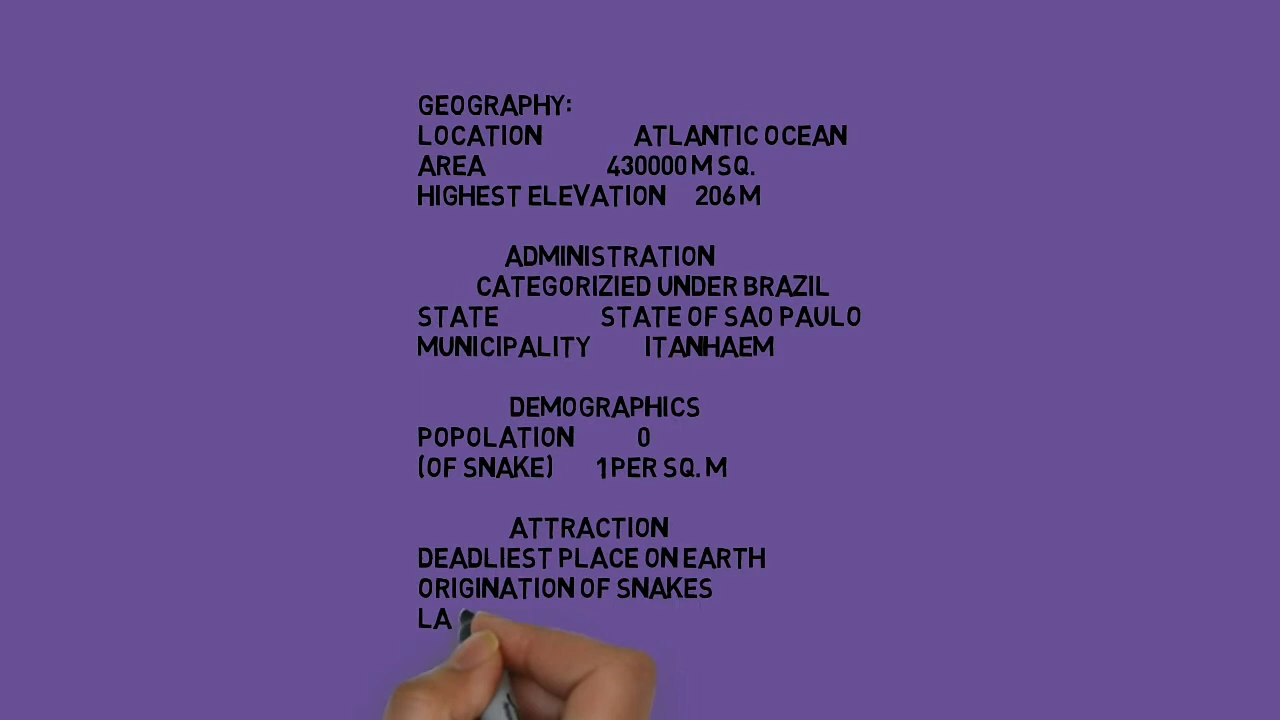 GEOGRAPHY:
LOCATION ATLANTIC OCEAN
AREA 430000 M SQ.
HIGHEST ELEVATION 206 M
ADMINISTRATION
CATEGORIZIED UNDER BRAZIL
STATE STATE OF SAO PAULO
MUNICIPALITY ITANHAEM
DEMOGRAPHICS
POPOLATION 0
(OF SNAKE) 1 PER SQ. M
ATTRACTION
DEADLIEST PLACE ON EARTH
ORIGINATION OF SNAKES
LA